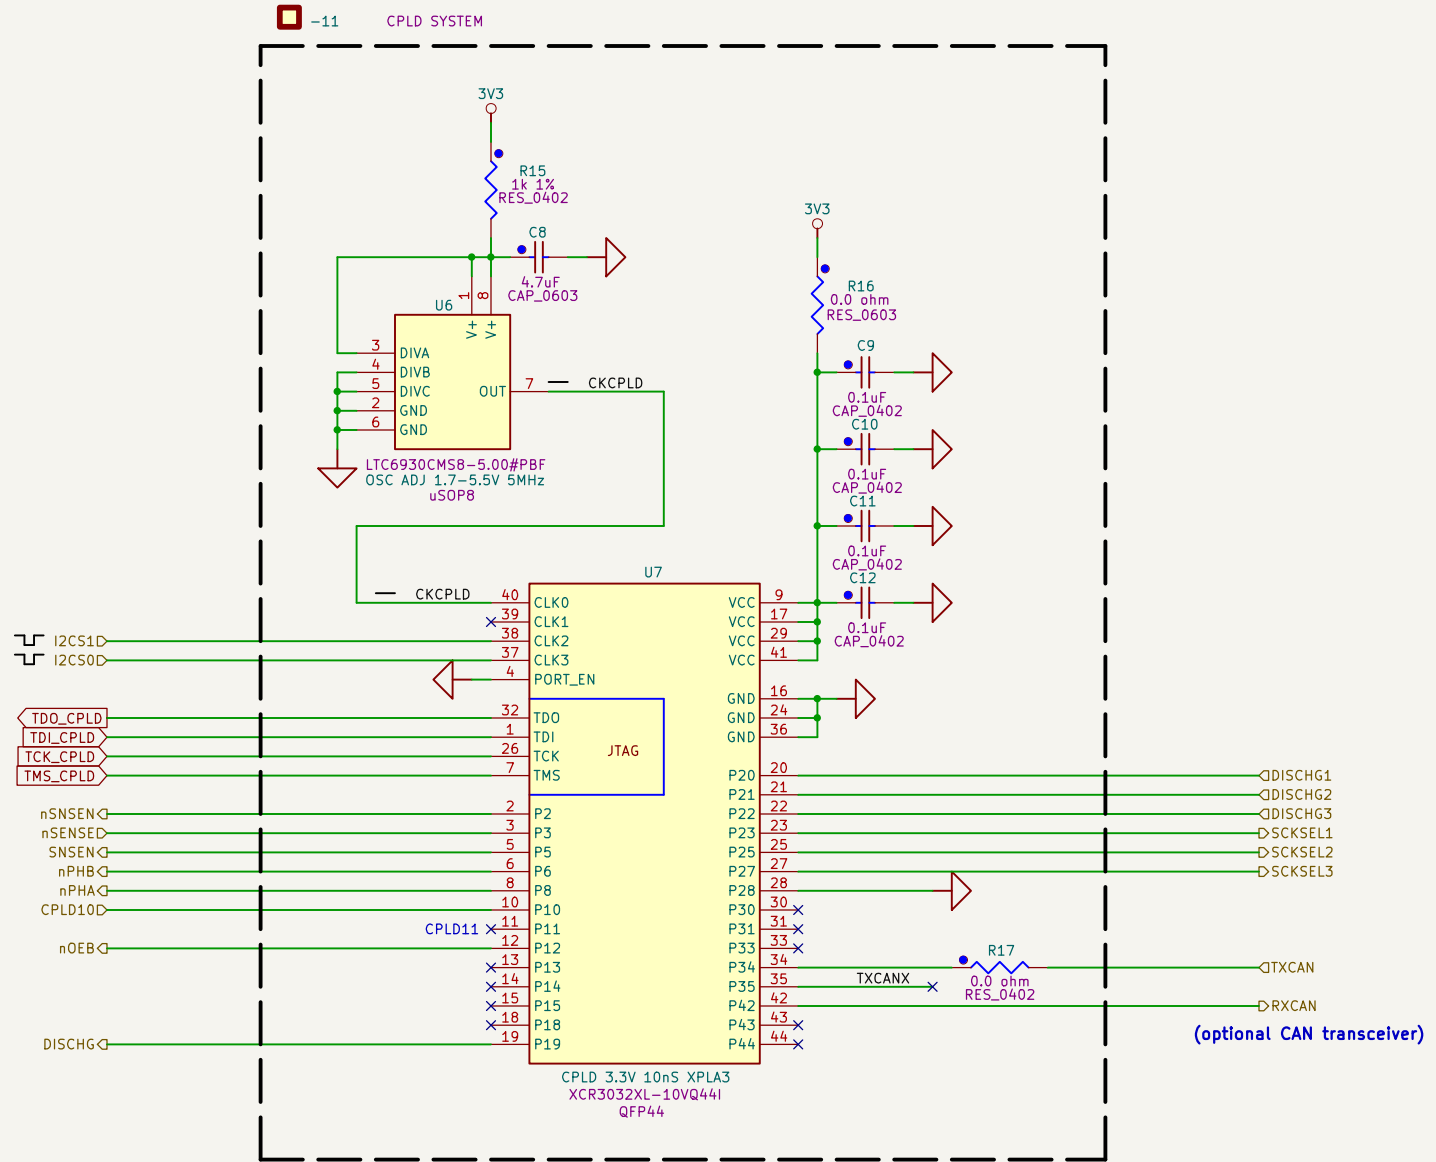 -11 CPLD SYSTEM
3V3
R15
1k 1%
RES_0402
C8
4.7uF
CAP_0603
3V3
R16
0.0 ohm
RES_0603
U6
1
8
V+
V+
3 DIVA
4 DIVB
5 DIVC
2 GND
6 GND
OUT 7
CKCPLD
LTC6930CMS8-5.00#PBF
OSC ADJ 1.7-5.5V 5MHz
uSOP8
C9
0.1uF
CAP_0402
C10
0.1uF
CAP_0402
C11
0.1uF
CAP_0402
C12
0.1uF
CAP_0402
U7
CKCPLD 40 CLK0
39 CLK1
I2CS1 38 CLK2
I2CS0 37 CLK3
4 PORT_EN
TDO_CPLD 32 TDO
TDI_CPLD 1 TDI
TCK_CPLD 26 TCK
TMS_CPLD 7 TMS
JTAG
nSNSEN 2 P2
nSENSE 3 P3
SNSEN 5 P5
nPHB 6 P6
nPHA 8 P8
CPLD10 10 P10
CPLD11 11 P11
nOEB 12 P12
13 P13
14 P14
15 P15
18 P18
DISCHG 19 P19
VCC 9
VCC 17
VCC 29
VCC 41
GND 16
GND 24
GND 36
P20 20 DISCHG1
P21 21 DISCHG2
P22 22 DISCHG3
P23 23 SCKSEL1
P25 25 SCKSEL2
P27 27 SCKSEL3
P28 28
P30 30
P31 31
P33 33
P34 34 TXCAN
R17
0.0 ohm
RES_0402
P35 35 TXCANX
P42 42 RXCAN
P43 43
P44 44
(optional CAN transceiver)
CPLD 3.3V 10nS XPLA3
XCR3032XL-10VQ44I
QFP44